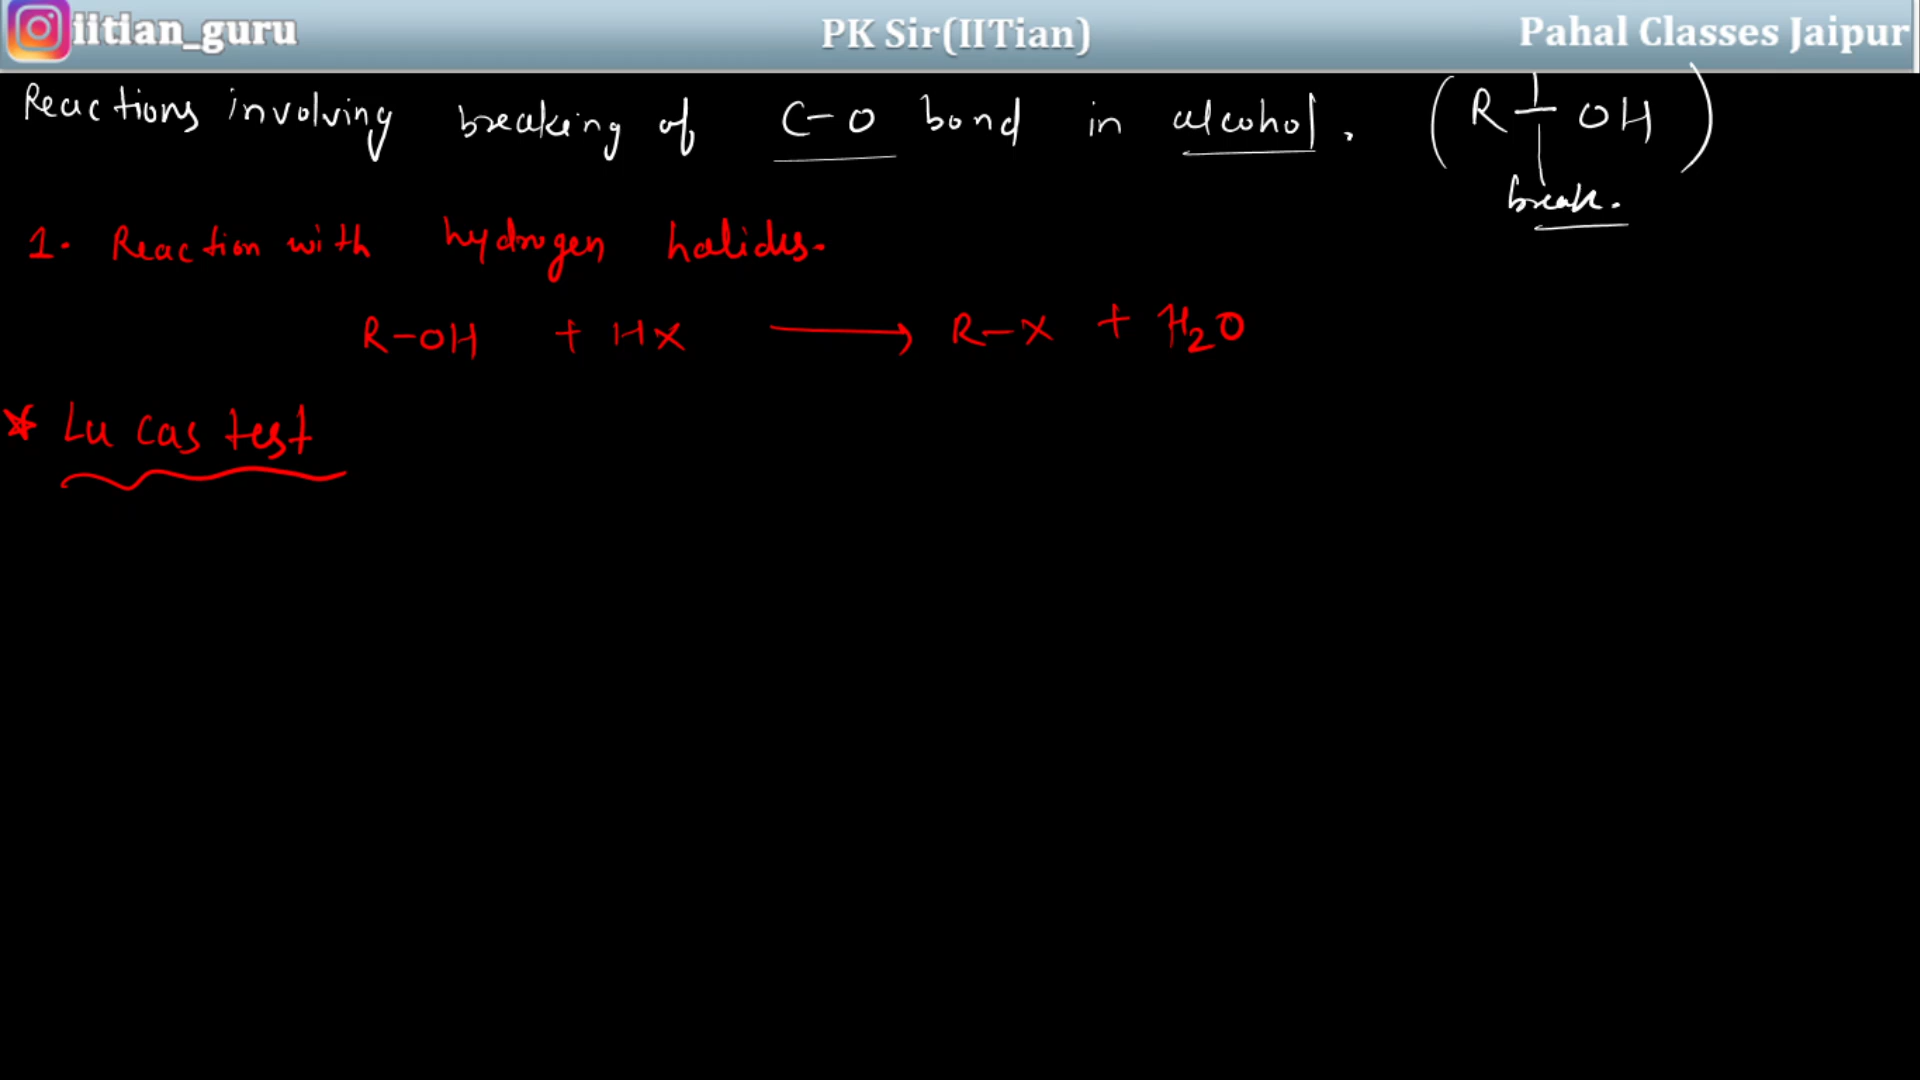 iitian_guru PK Sir(IITian) Pahal Classes Jaipur
Reactions involving breaking of C-O bond in alcohol. (R-OH)
break.
1. Reaction with hydrogen halides.
R-OH + HX → R-X + H₂O
* Lucas test